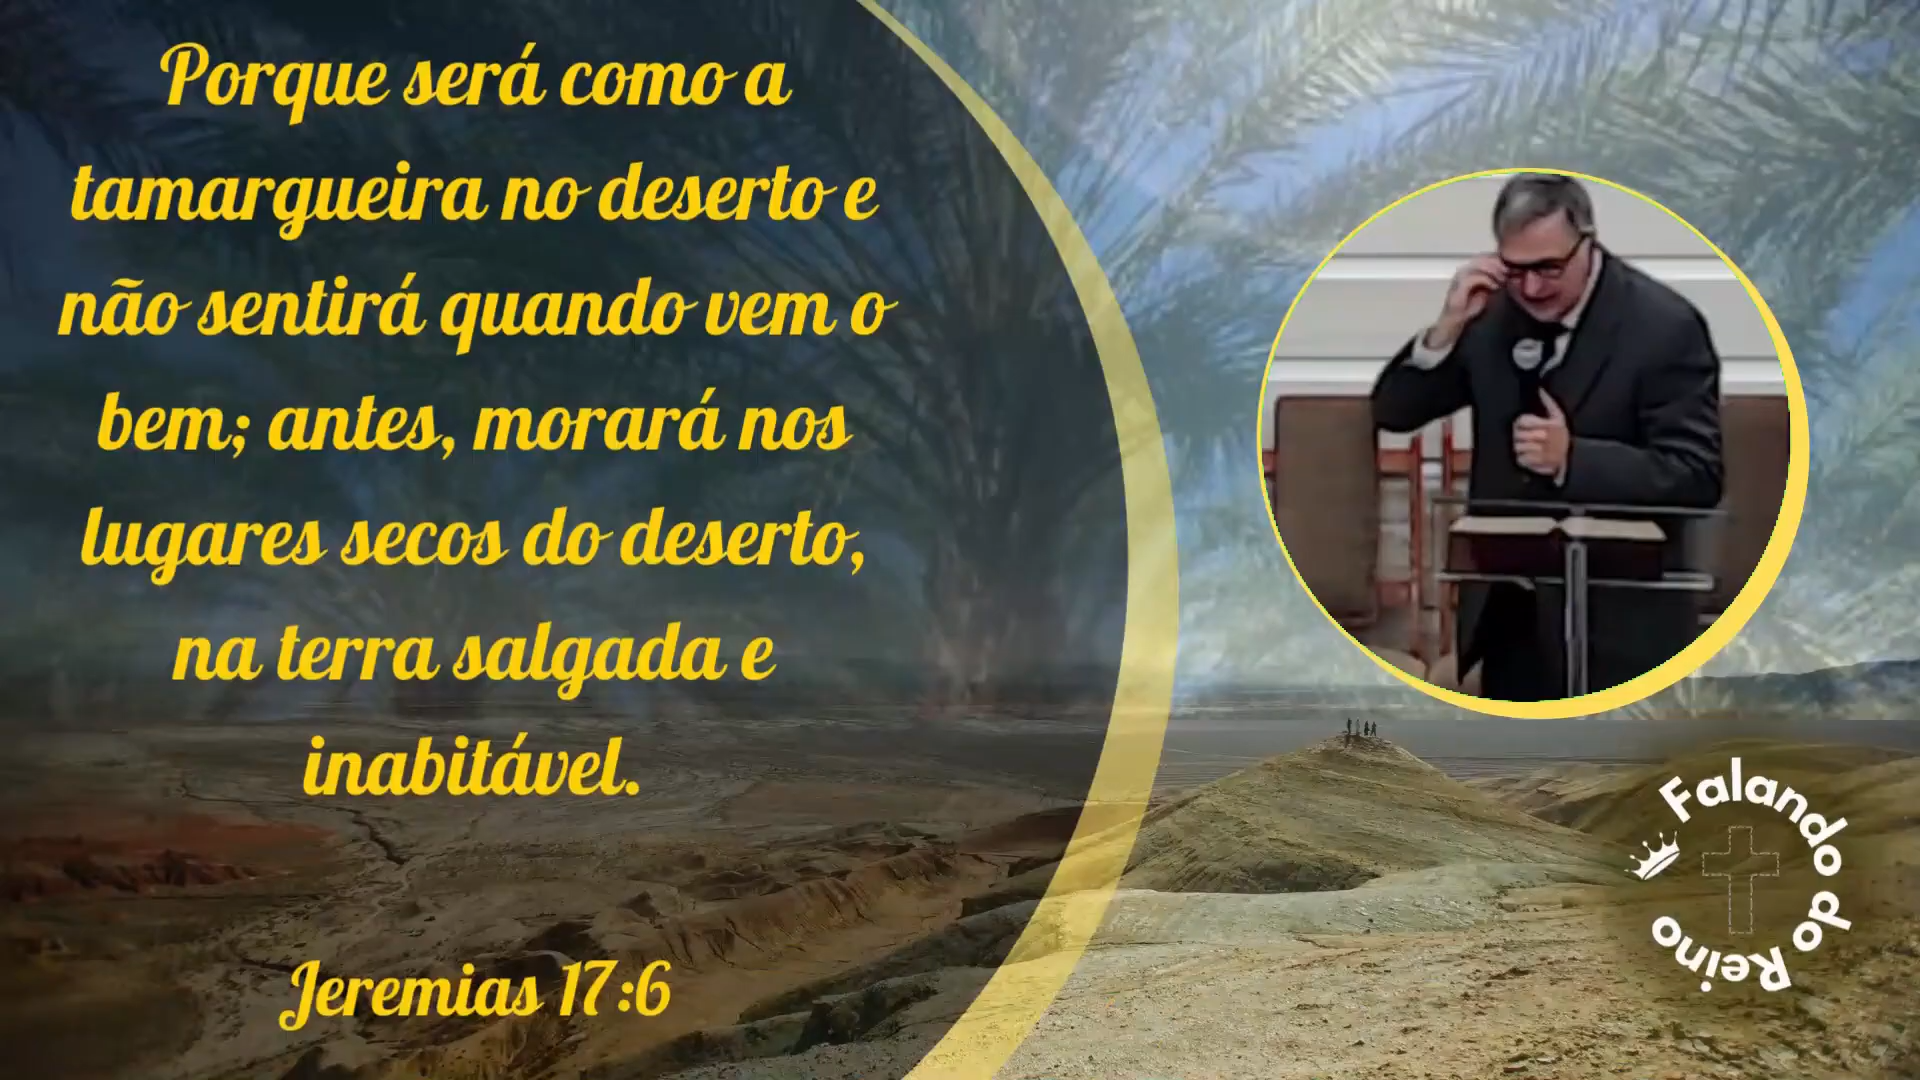 Porque será como a
tamargueira no deserto e
não sentirá quando vem o
bem; antes, morará nos
lugares secos do deserto,
na terra salgada e
inabitável.
Jeremias 17:6
Falando do Reino